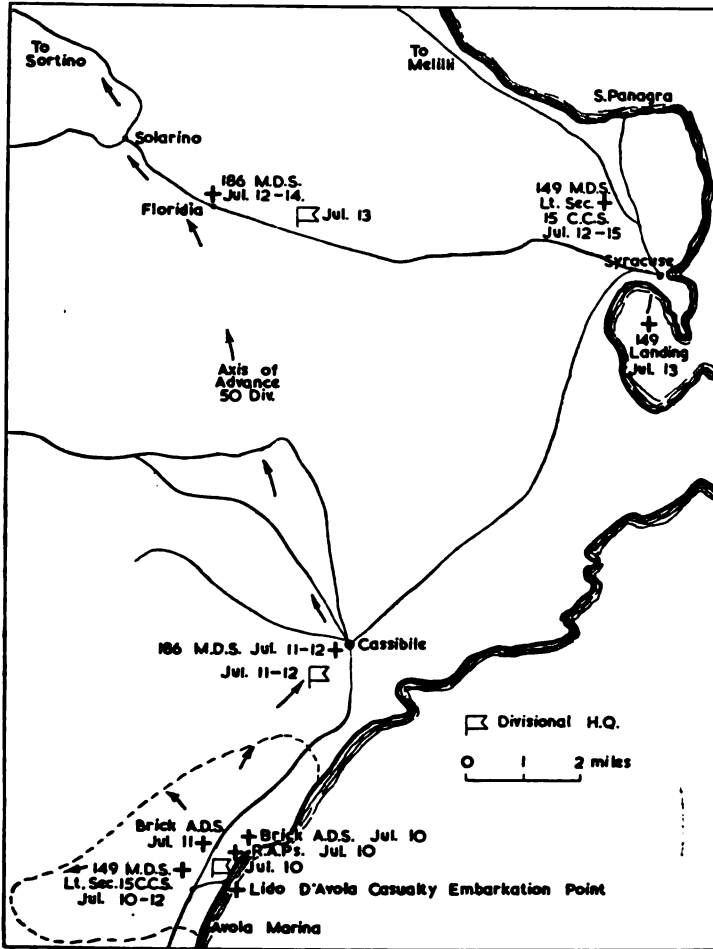 To
Sortino
To
Melilli
S. Panagra
Solarino
186 M.D.S.
Jul. 12-14.
Floridia
Jul. 13
149 M.D.S.
Lt. Sec.
15 C.C.S.
Jul. 12-15
Syracuse
149
Landing
Jul. 13
Axis of
Advance
50 Div.
186 M.D.S. Jul. 11-12
Cassibile
Jul. 11-12
Divisional H.Q.
0 1 2 miles
Brick A.D.S.
Jul. 11
Brick A.D.S. Jul. 10
R.A.Ps. Jul. 10
Jul. 10
149 M.D.S.
Lt. Sec. 15 C.C.S.
Jul. 10-12
Lido D'Avola Casualty Embarkation Point
Avola Marina